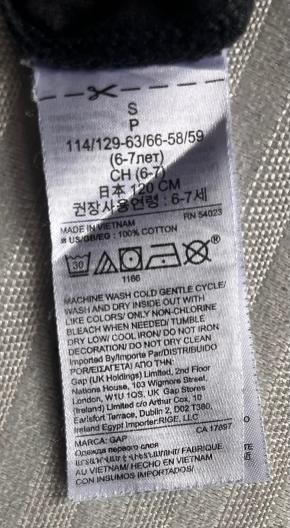 S
P
114/129-63/66-58/59
(6-7лет)
CH (6-7)
日本 120 CM
권장사용연령 : 6-7세
MADE IN VIETNAM RN 54023
US/GB/EG : 100% COTTON
30
®
1166
MACHINE WASH COLD GENTLE CYCLE/
WASH AND DRY INSIDE OUT WITH
LIKE COLORS/ ONLY NON-CHLORINE
BLEACH WHEN NEEDED/ TUMBLE
DRY LOW/ COOL IRON/ DO NOT IRON
DECORATION/ DO NOT DRY CLEAN
Imported By/Importe Par/DISTRIBUIDO
POR/ΕΙΣΑΓΕΤΑΙ ΑΠΟ ΤΗΝ:
Gap (UK Holdings) Limited, 2nd Floor
Nations House, 103 Wigmore Street,
London, W1U 1QS, UK Gap Stores
(Ireland) Limited c/o Arthur Cox, 10
Earlsfort Terrace, Dublin 2, D02 T380,
Ireland Egypt Importer:RIGE, LLC
CA 17897
MARCA: GAP
Одежда первого слоя
FABRIQUE
AU VIETNAM/ HECHO EN VIETNAM
CON INSUMOS IMPORTADOS/